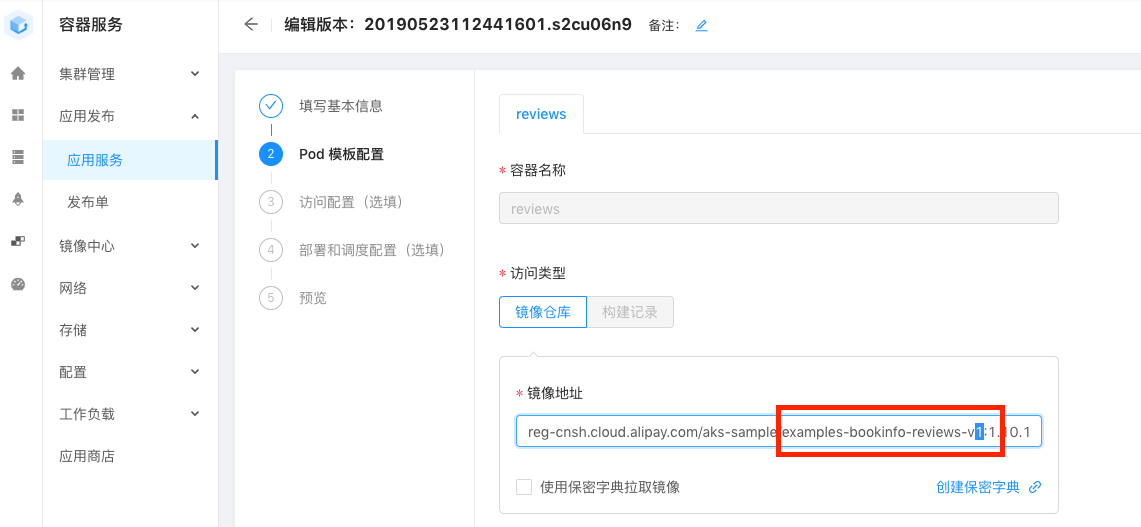 容器服务
集群管理
应用发布
应用服务
发布单
镜像中心
网络
存储
配置
工作负载
应用商店
编辑版本：20190523112441601.s2cu06n9 备注：
填写基本信息
2 Pod 模板配置
3 访问配置（选填）
4 部署和调度配置（选填）
5 预览
reviews
* 容器名称
reviews
* 访问类型
镜像仓库 构建记录
* 镜像地址
reg-cnsh.cloud.alipay.com/aks-sample/examples-bookinfo-reviews-v1:1.10.1
使用保密字典拉取镜像 创建保密字典